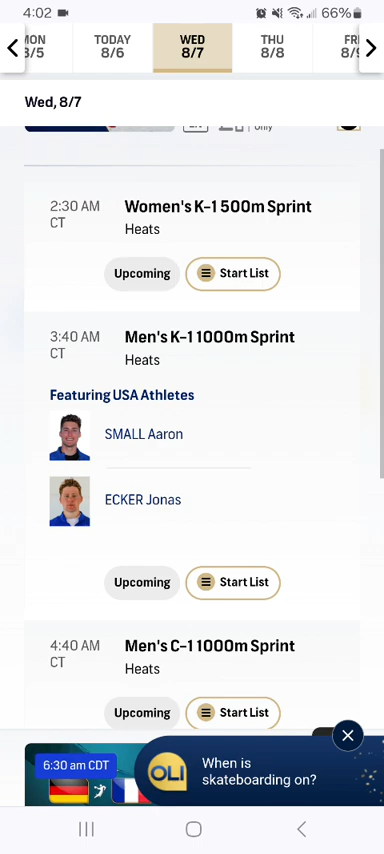 4:02
66%
MON
8/5
TODAY
8/6
WED
8/7
THU
8/8
FRI
8/9
Wed, 8/7
EN
only
2:30 AM
CT
Women's K-1 500m Sprint
Heats
Upcoming
Start List
3:40 AM
CT
Men's K-1 1000m Sprint
Heats
Featuring USA Athletes
SMALL Aaron
ECKER Jonas
Upcoming
Start List
4:40 AM
CT
Men's C-1 1000m Sprint
Heats
Upcoming
Start List
6:30 am CDT
OLI
When is
skateboarding on?